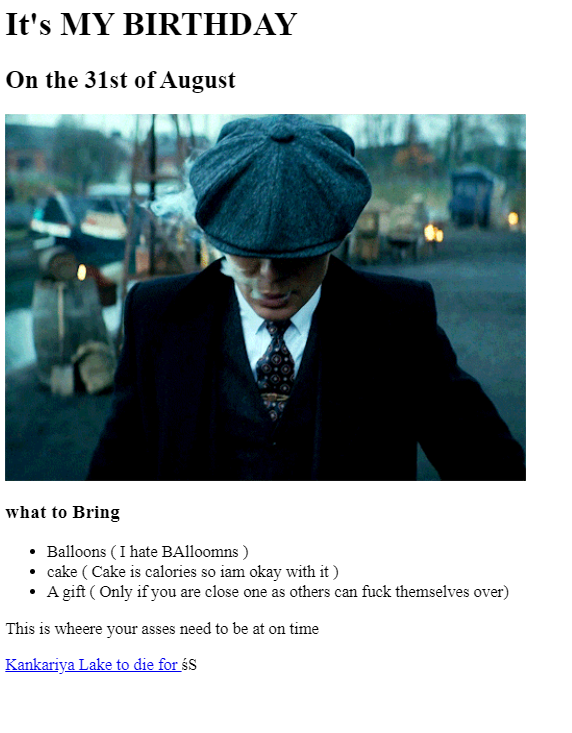 It's MY BIRTHDAY
On the 31st of August
what to Bring
Balloons ( I hate BAlloomns )
cake ( Cake is calories so iam okay with it )
A gift ( Only if you are close one as others can fuck themselves over)
This is wheere your asses need to be at on time
Kankariya Lake to die for śS